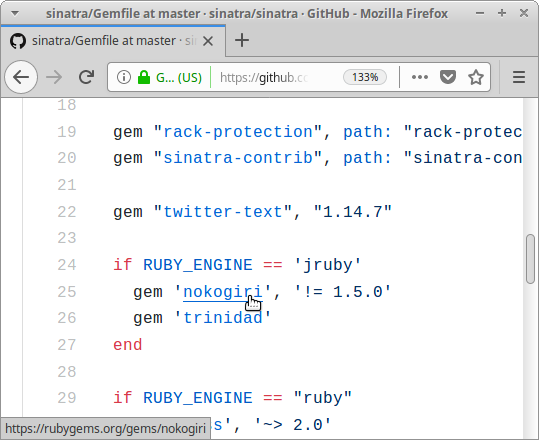 sinatra/Gemfile at master · sinatra/sinatra · GitHub - Mozilla Firefox
sinatra/Gemfile at master · si
G... (US) https://github.c 133%
18
19 gem "rack-protection", path: "rack-protec
20 gem "sinatra-contrib", path: "sinatra-con
21
22 gem "twitter-text", "1.14.7"
23
24 if RUBY_ENGINE == 'jruby'
25 gem 'nokogiri', '!= 1.5.0'
26 gem 'trinidad'
27 end
28
29 if RUBY_ENGINE == "ruby"
s', '~> 2.0'
https://rubygems.org/gems/nokogiri